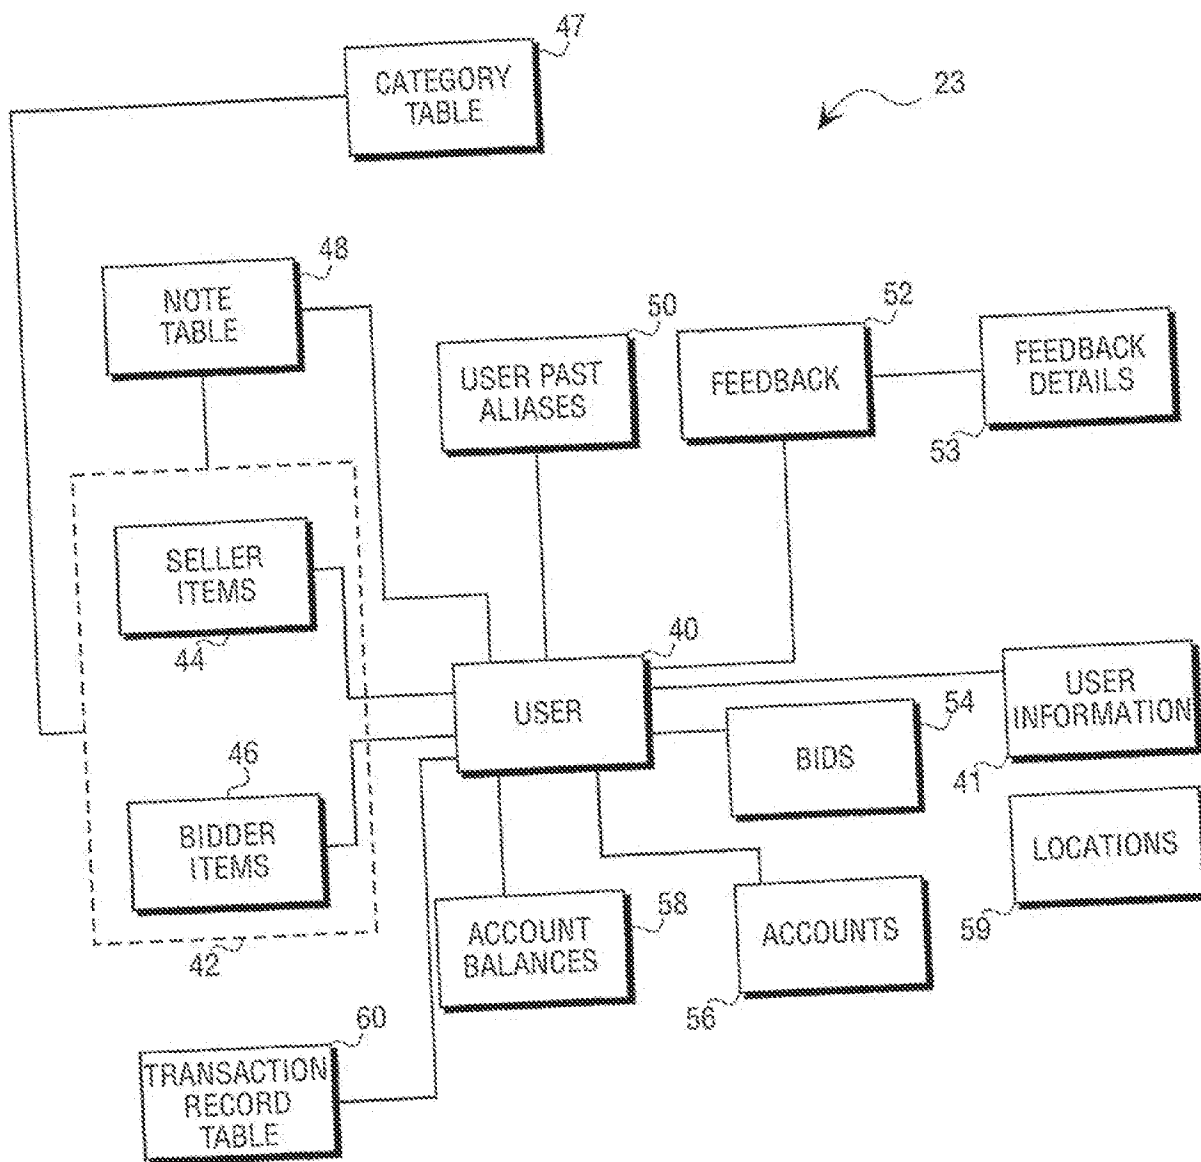 47
CATEGORY
TABLE
23
48
NOTE
TABLE
50
USER PAST
ALIASES
52
FEEDBACK
FEEDBACK
DETAILS
53
SELLER
ITEMS
44
40
USER
USER
INFORMATION
41
54
BIDS
46
BIDDER
ITEMS
42
LOCATIONS
59
58
ACCOUNT
BALANCES
ACCOUNTS
56
60
TRANSACTION
RECORD
TABLE